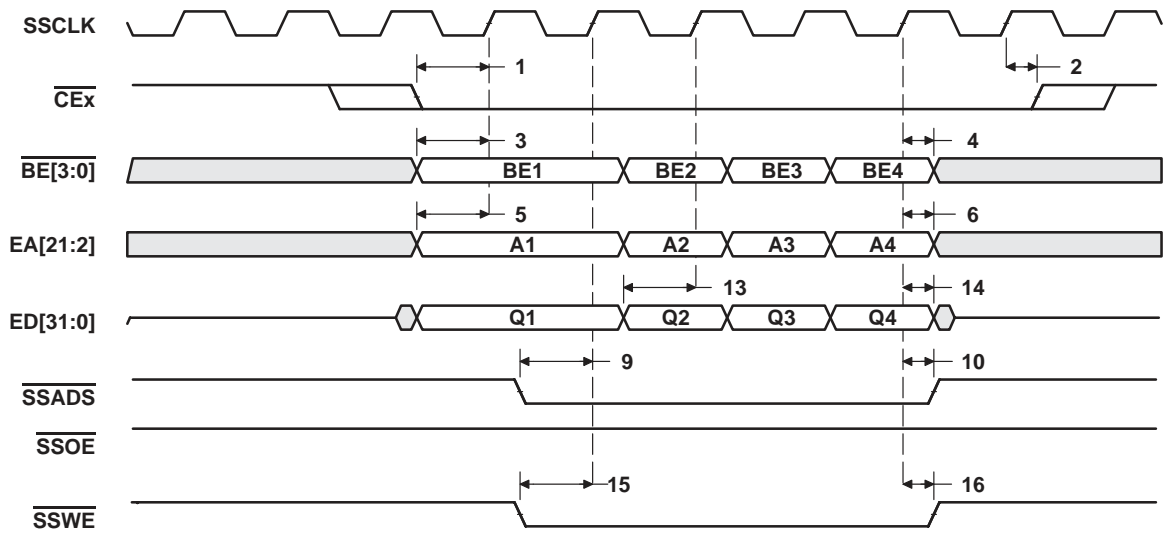 SSCLK
1 2
CEx
3 4
BE[3:0] BE1 BE2 BE3 BE4
5 6
EA[21:2] A1 A2 A3 A4
13 14
ED[31:0] Q1 Q2 Q3 Q4
9 10
SSADS
SSOE
15 16
SSWE